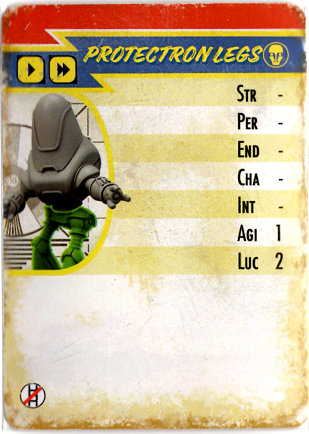 PROTECTRON LEGS
STR -
PER -
END -
CHA -
INT -
AGI 1
LUC 2